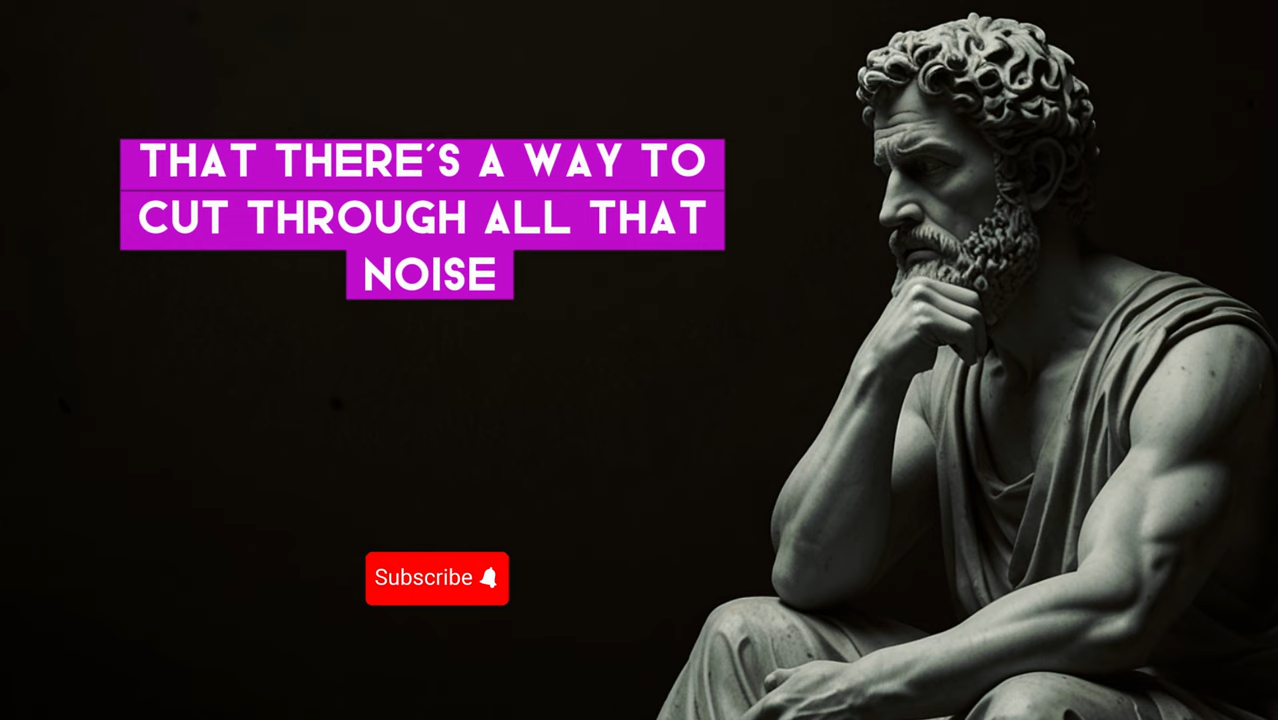 THAT THERE´S A WAY TO
CUT THROUGH ALL THAT
NOISE
Subscribe